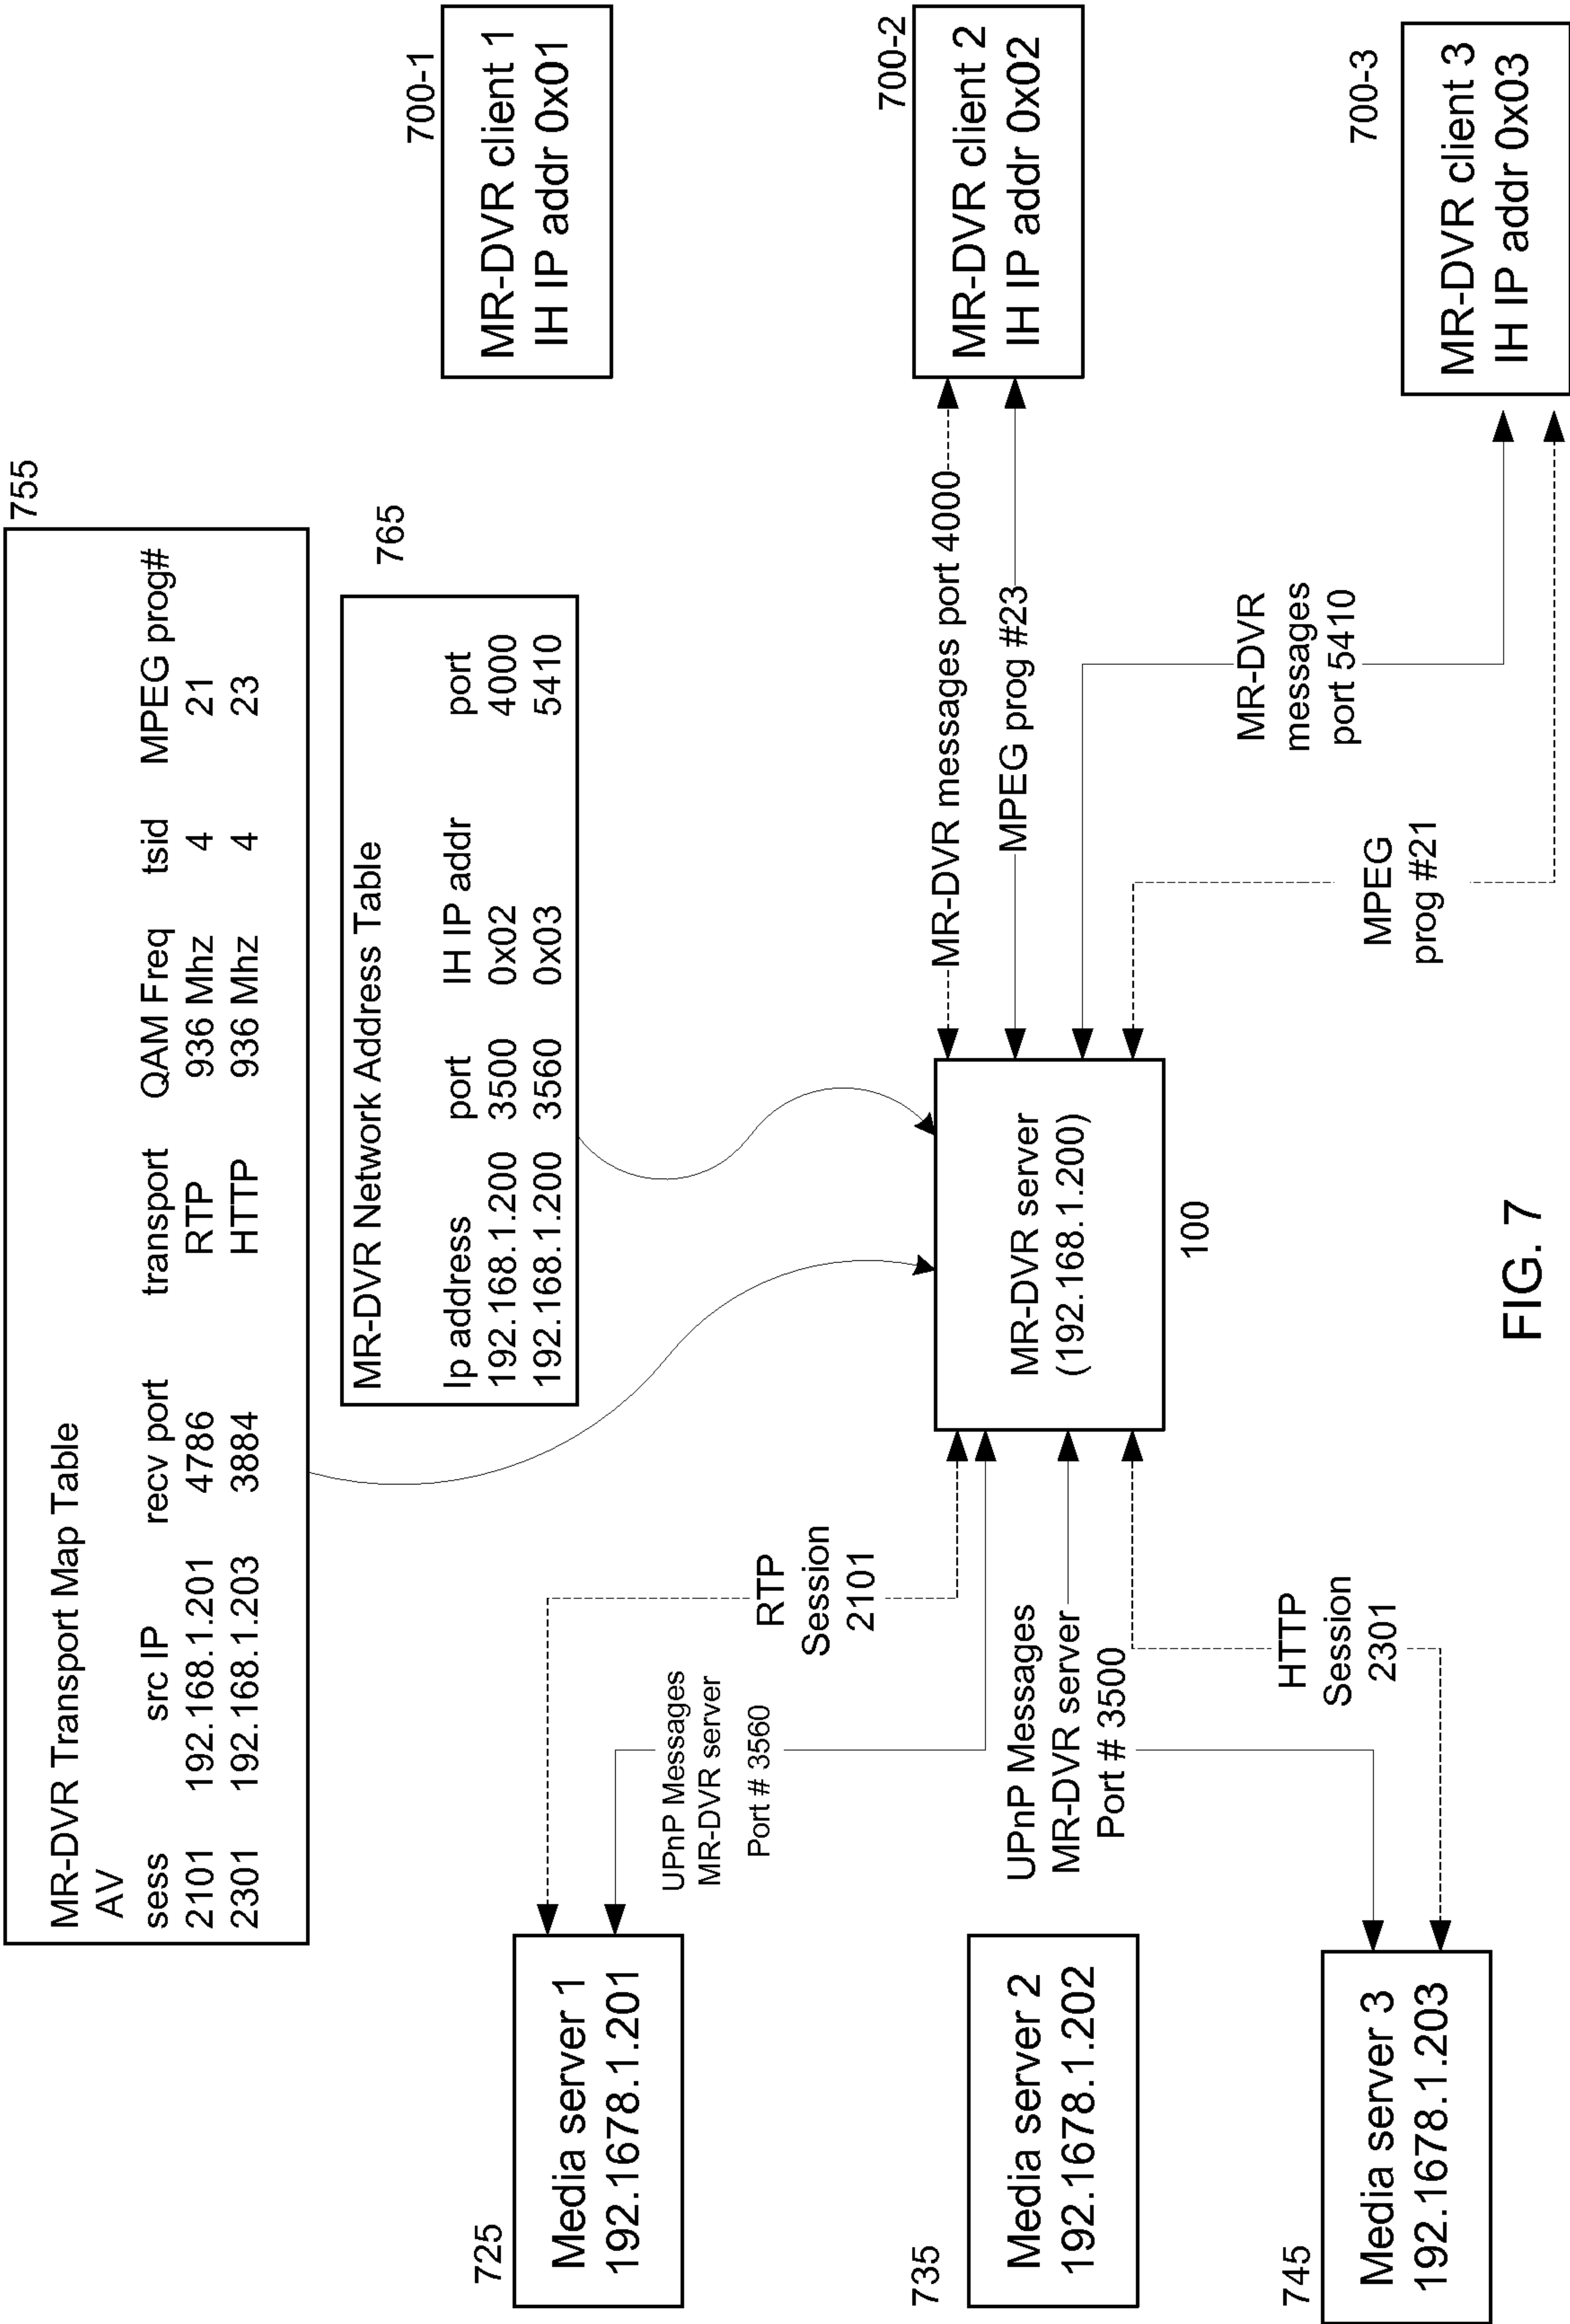 755
MR-DVR Transport Map Table
AV
sess src IP recv port transport QAM Freq tsid MPEG prog#
2101 192.168.1.201 4786 RTP 936 Mhz 4 21
2301 192.168.1.203 3884 HTTP 936 Mhz 4 23
765
MR-DVR Network Address Table
Ip address port IH IP addr port
192.168.1.200 3500 0x02 4000
192.168.1.200 3560 0x03 5410
725
Media server 1
192.1678.1.201
735
Media server 2
192.1678.1.202
745
Media server 3
192.1678.1.203
RTP
Session
2101
UPnP Messages
MR-DVR server
Port # 3560
UPnP Messages
MR-DVR server
Port # 3500
HTTP
Session
2301
MR-DVR server
(192.168.1.200)
100
MR-DVR messages port 4000
MPEG prog #23
MR-DVR
messages
port 5410
MPEG
prog #21
700-1
MR-DVR client 1
IH IP addr 0x01
700-2
MR-DVR client 2
IH IP addr 0x02
700-3
MR-DVR client 3
IH IP addr 0x03
FIG. 7